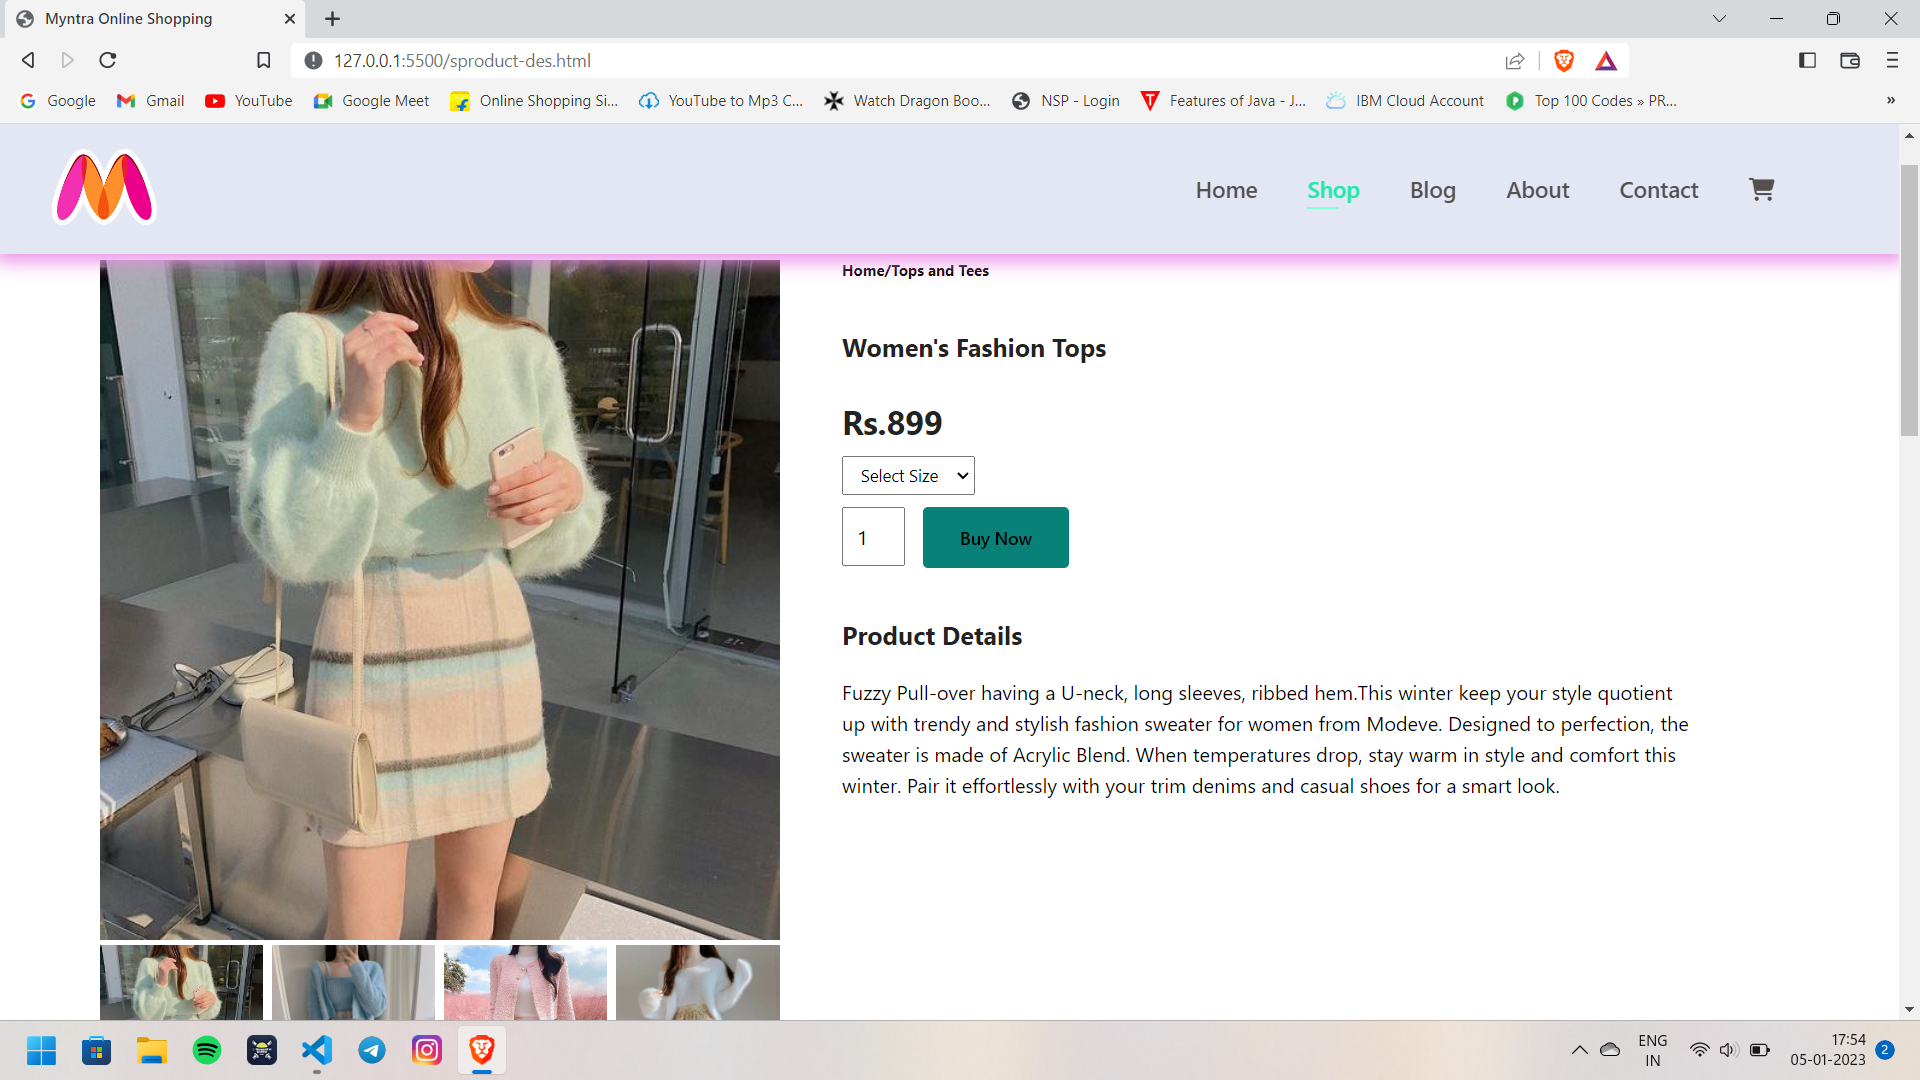 Myntra Online Shopping
127.0.0.1:5500/sproduct-des.html
Google
Gmail
YouTube
Google Meet
Online Shopping Si...
YouTube to Mp3 C...
Watch Dragon Boo...
NSP - Login
Features of Java - J...
IBM Cloud Account
Top 100 Codes » PR...
»
Home
Shop
Blog
About
Contact
Home/Tops and Tees
Women's Fashion Tops
Rs.899
Select Size
1
Buy Now
Product Details
Fuzzy Pull-over having a U-neck, long sleeves, ribbed hem.This winter keep your style quotient
up with trendy and stylish fashion sweater for women from Modeve. Designed to perfection, the
sweater is made of Acrylic Blend. When temperatures drop, stay warm in style and comfort this
winter. Pair it effortlessly with your trim denims and casual shoes for a smart look.
ENG
IN
17:54
05-01-2023
2